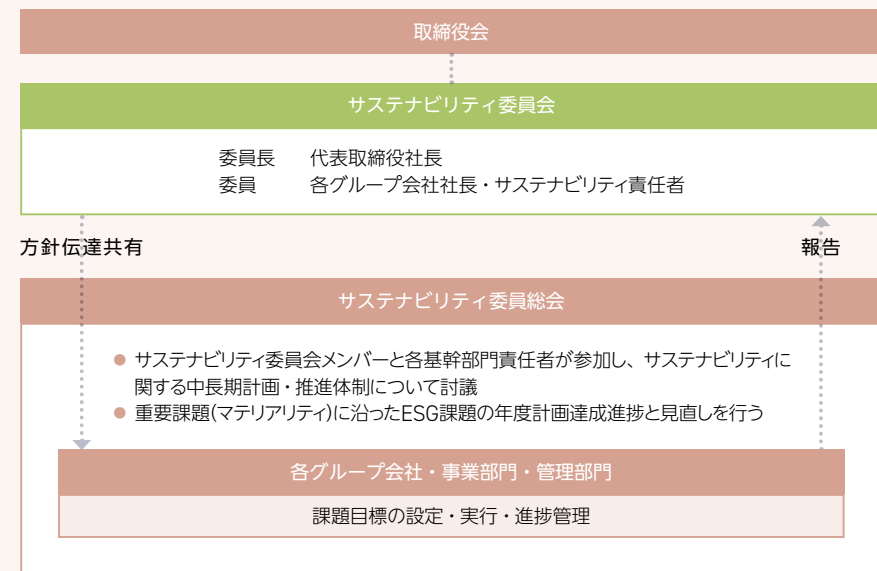 取締役会
サステナビリティ委員会
委員長 代表取締役社長
委員 各グループ会社社長・サステナビリティ責任者
方針伝達共有
報告
サステナビリティ委員総会
● サステナビリティ委員会メンバーと各基幹部門責任者が参加し、サステナビリティに
関する中長期計画・推進体制について討議
● 重要課題(マテリアリティ)に沿ったESG課題の年度計画達成進捗と見直しを行う
各グループ会社・事業部門・管理部門
課題目標の設定・実行・進捗管理